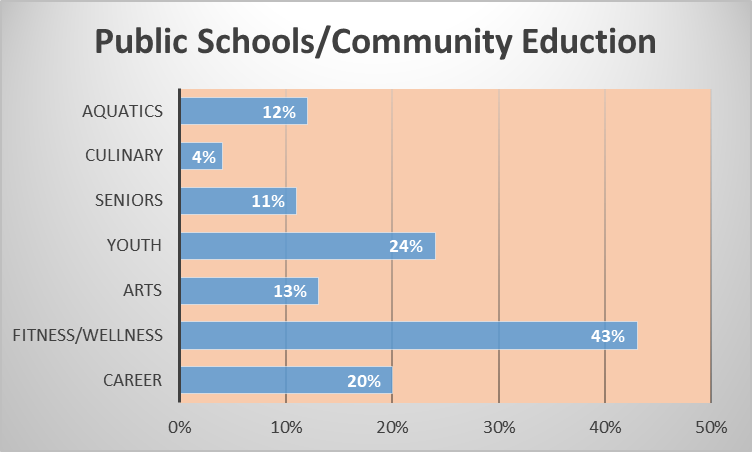 Public Schools/Community Eduction
AQUATICS 12%
CULINARY 4%
SENIORS 11%
YOUTH 24%
ARTS 13%
FITNESS/WELLNESS 43%
CAREER 20%
0% 10% 20% 30% 40% 50%